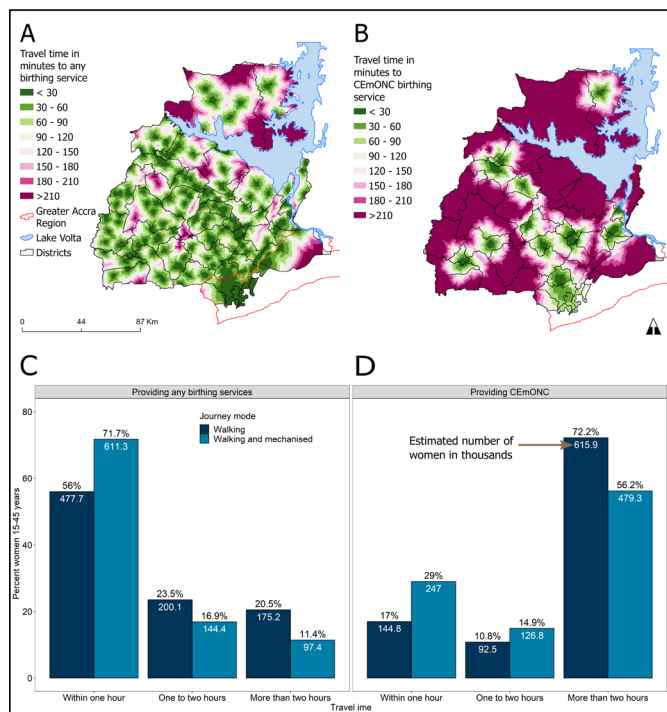 A
Travel time in
minutes to any
birthing service
< 30
30 - 60
60 - 90
90 - 120
120 - 150
150 - 180
180 - 210
>210
Greater Accra
Region
Lake Volta
Districts
0 44 87 Km
B
Travel time in
minutes to
CEmONC birthing
service
< 30
30 - 60
60 - 90
90 - 120
120 - 150
150 - 180
180 - 210
>210
C
Providing any birthing services
Percent women 15-45 years
80
60
40
20
0
Journey mode
Walking
Walking and mechanised
56%
477.7
71.7%
611.3
23.5%
200.1
16.9%
144.4
20.5%
175.2
11.4%
97.4
Within one hour
One to two hours
More than two hours
D
Providing CEmONC
Estimated number of
women in thousands
17%
144.8
29%
247
10.8%
92.5
14.9%
126.8
72.2%
615.9
56.2%
479.3
Within one hour
One to two hours
More than two hours
Travel ime